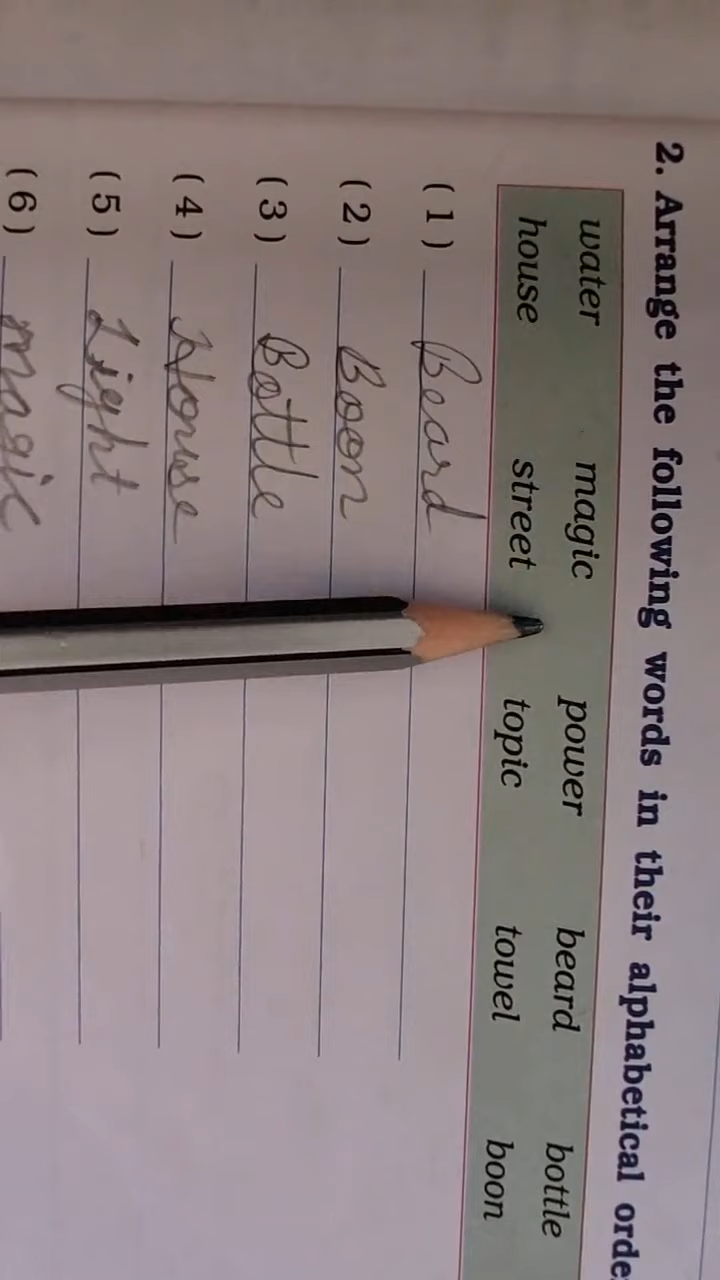 2. Arrange the following words in their alphabetical orde
water magic power beard bottle
house street topic towel boon
(1) Beard
(2) Boon
(3) Bottle
(4) House
(5) Light
(6) Magic